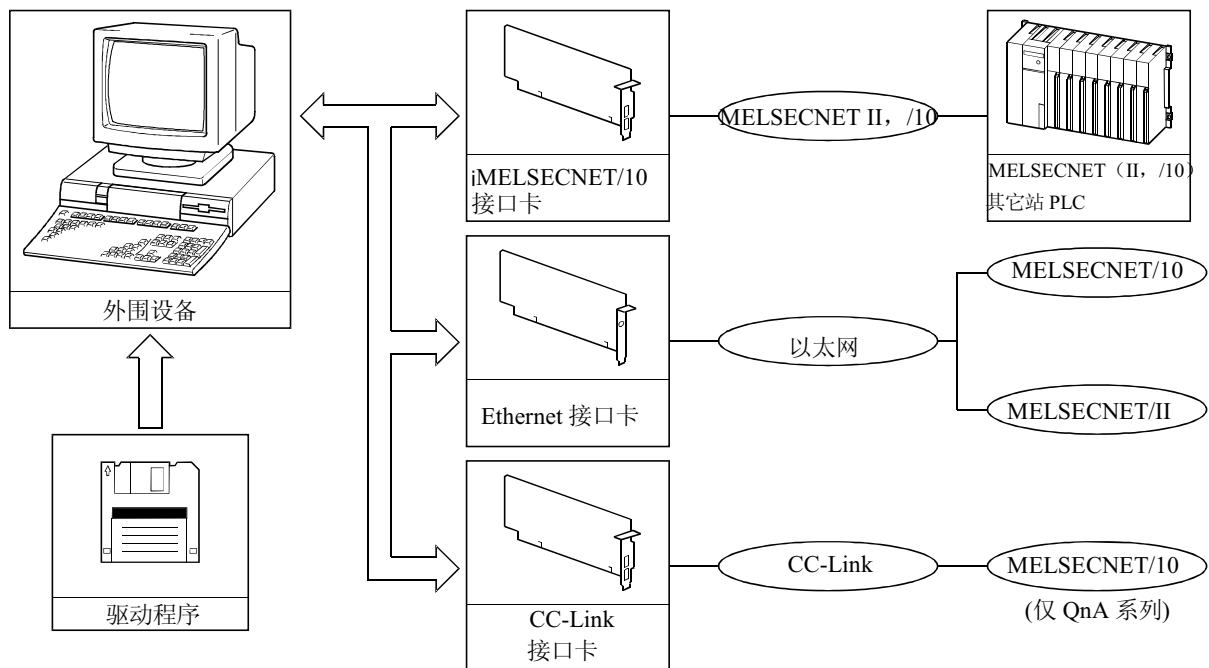 外围设备
驱动程序
iMELSECNET/10
接口卡
MELSECNET II，/10
MELSECNET（II，/10）
其它站 PLC
Ethernet 接口卡
以太网
MELSECNET/10
MELSECNET/II
CC-Link
接口卡
CC-Link
MELSECNET/10
(仅 QnA 系列)